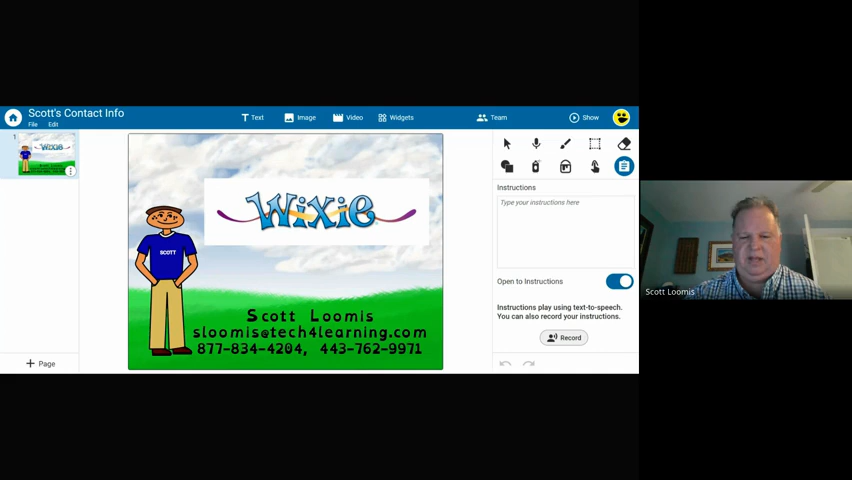 Scott's Contact Info
File Edit
Text Image Video Widgets Team Show
1
Wixie
SCOTT
Scott Loomis
sloomis@tech4learning.com
877-834-4204, 443-762-9971
Instructions
Type your instructions here
Open to Instructions
Instructions play using text-to-speech.
You can also record your instructions.
Record
+ Page
Scott Loomis